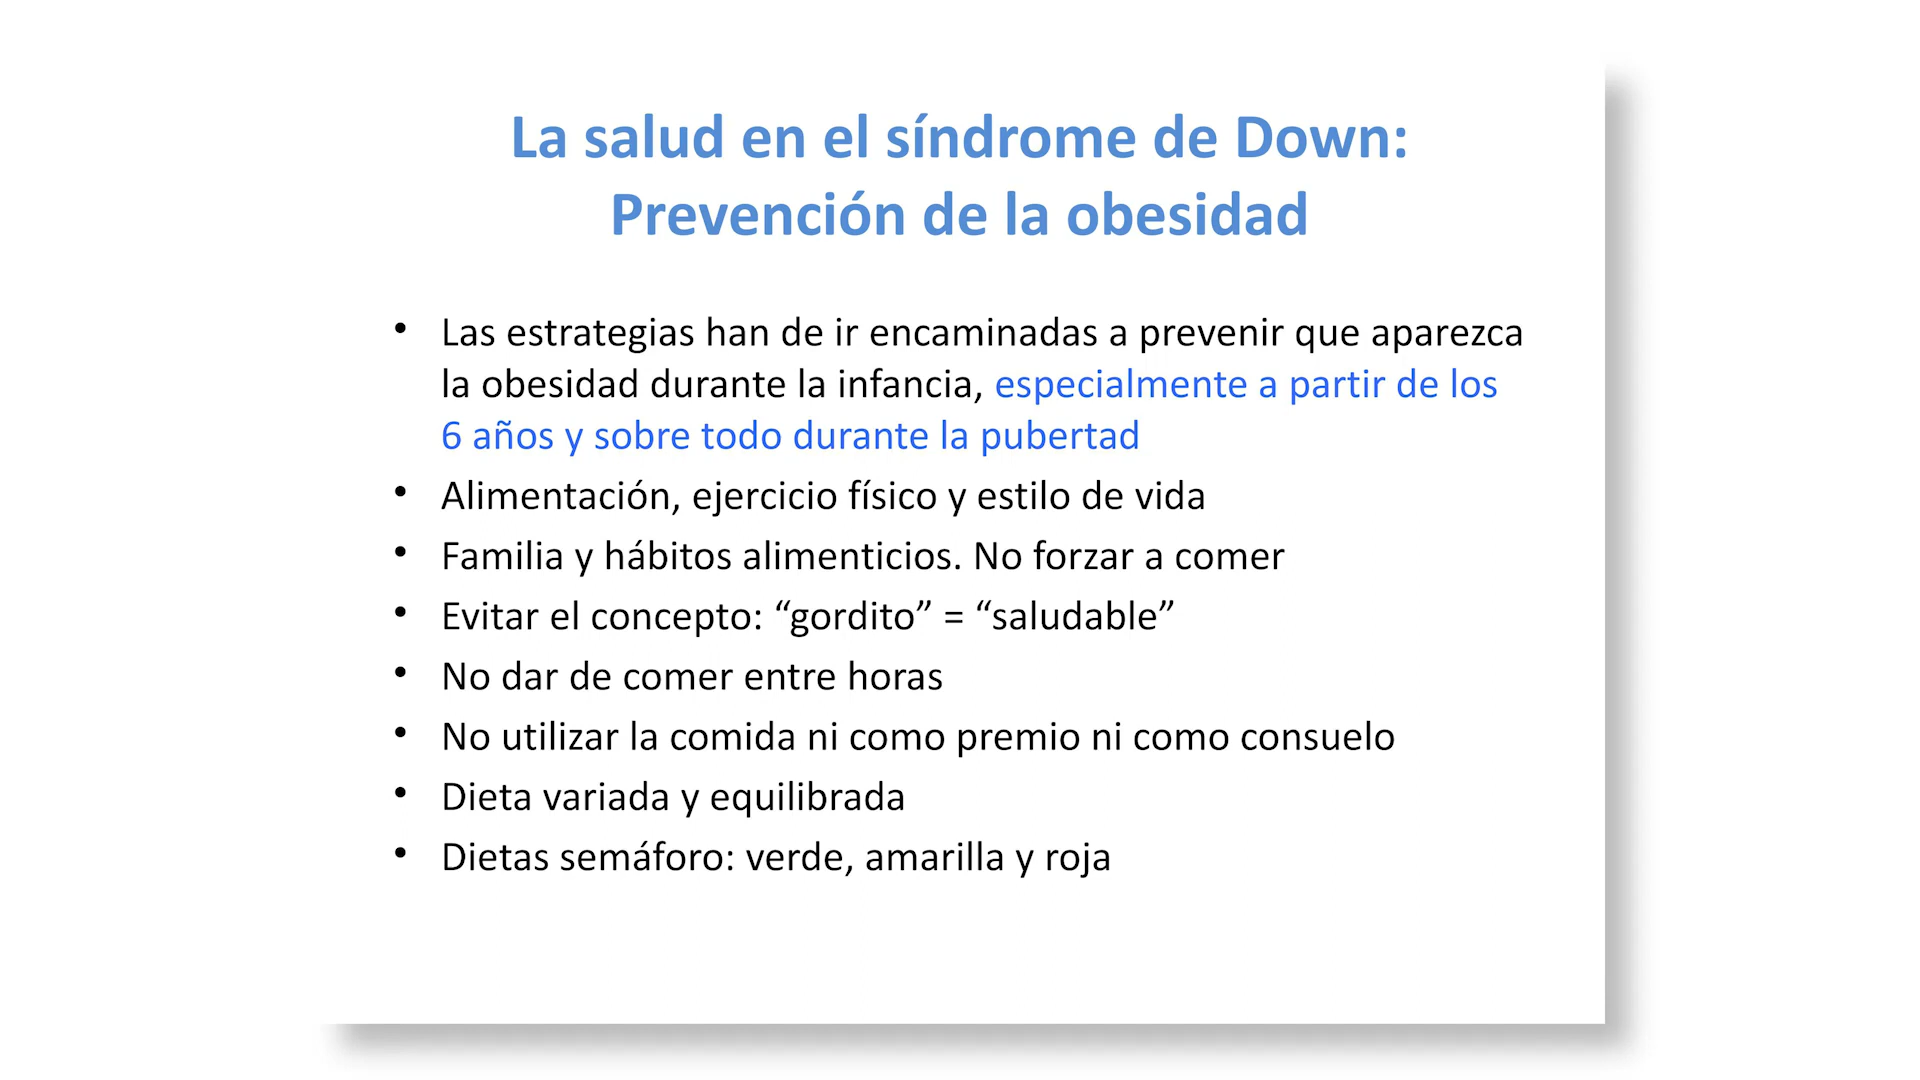 La salud en el síndrome de Down:
Prevención de la obesidad
• Las estrategias han de ir encaminadas a prevenir que aparezca
la obesidad durante la infancia, especialmente a partir de los
6 años y sobre todo durante la pubertad
• Alimentación, ejercicio físico y estilo de vida
• Familia y hábitos alimenticios. No forzar a comer
• Evitar el concepto: “gordito” = “saludable”
• No dar de comer entre horas
• No utilizar la comida ni como premio ni como consuelo
• Dieta variada y equilibrada
• Dietas semáforo: verde, amarilla y roja